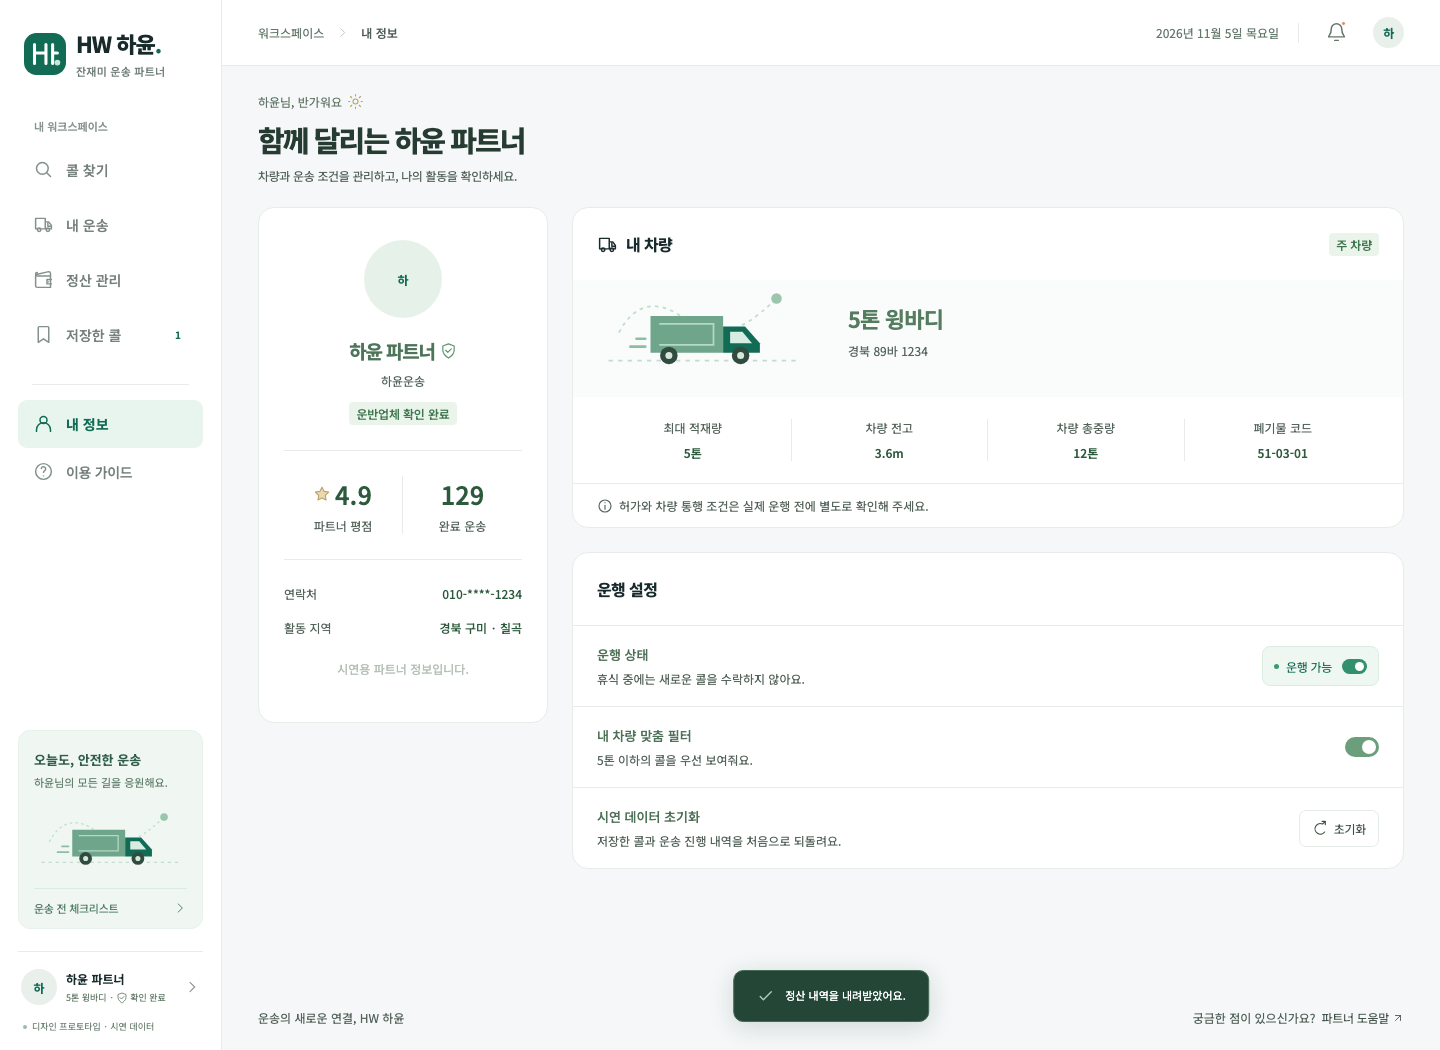 HW 하윤.
잔재미 운송 파트너
내 워크스페이스
콜 찾기
내 운송
정산 관리
저장한 콜 1
내 정보
이용 가이드
오늘도, 안전한 운송
하윤님의 모든 길을 응원해요.
운송 전 체크리스트
하
하윤 파트너
5톤 윙바디 · 확인 완료
디자인 프로토타입 · 시연 데이터
워크스페이스 내 정보
2026년 11월 5일 목요일
하
하윤님, 반가워요
함께 달리는 하윤 파트너
차량과 운송 조건을 관리하고, 나의 활동을 확인하세요.
하
하윤 파트너
하윤운송
운반업체 확인 완료
4.9
파트너 평점
129
완료 운송
연락처 010-****-1234
활동 지역 경북 구미 · 칠곡
시연용 파트너 정보입니다.
내 차량
주 차량
5톤 윙바디
경북 89바 1234
최대 적재량
5톤
차량 전고
3.6m
차량 총중량
12톤
폐기물 코드
51-03-01
허가와 차량 통행 조건은 실제 운행 전에 별도로 확인해 주세요.
운행 설정
운행 상태
휴식 중에는 새로운 콜을 수락하지 않아요.
운행 가능
내 차량 맞춤 필터
5톤 이하의 콜을 우선 보여줘요.
시연 데이터 초기화
저장한 콜과 운송 진행 내역을 처음으로 되돌려요.
초기화
정산 내역을 내려받았어요.
운송의 새로운 연결, HW 하윤
궁금한 점이 있으신가요? 파트너 도움말